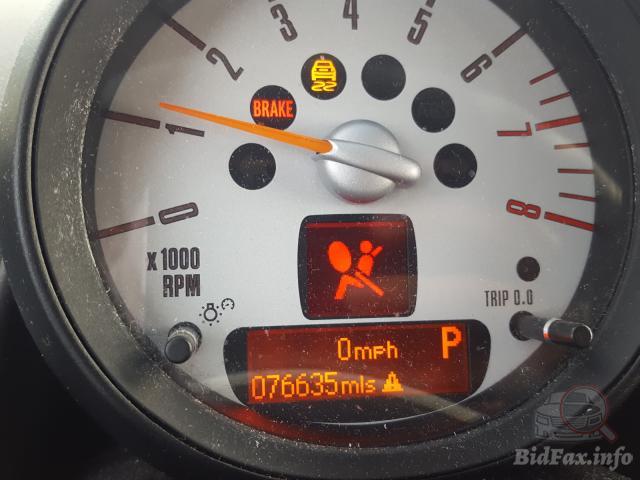 4
3
5
2
6
BRAKE
1
7
0
8
x 1000
RPM
TRIP 0.0
0mph
P
076635mls
BidFax.info